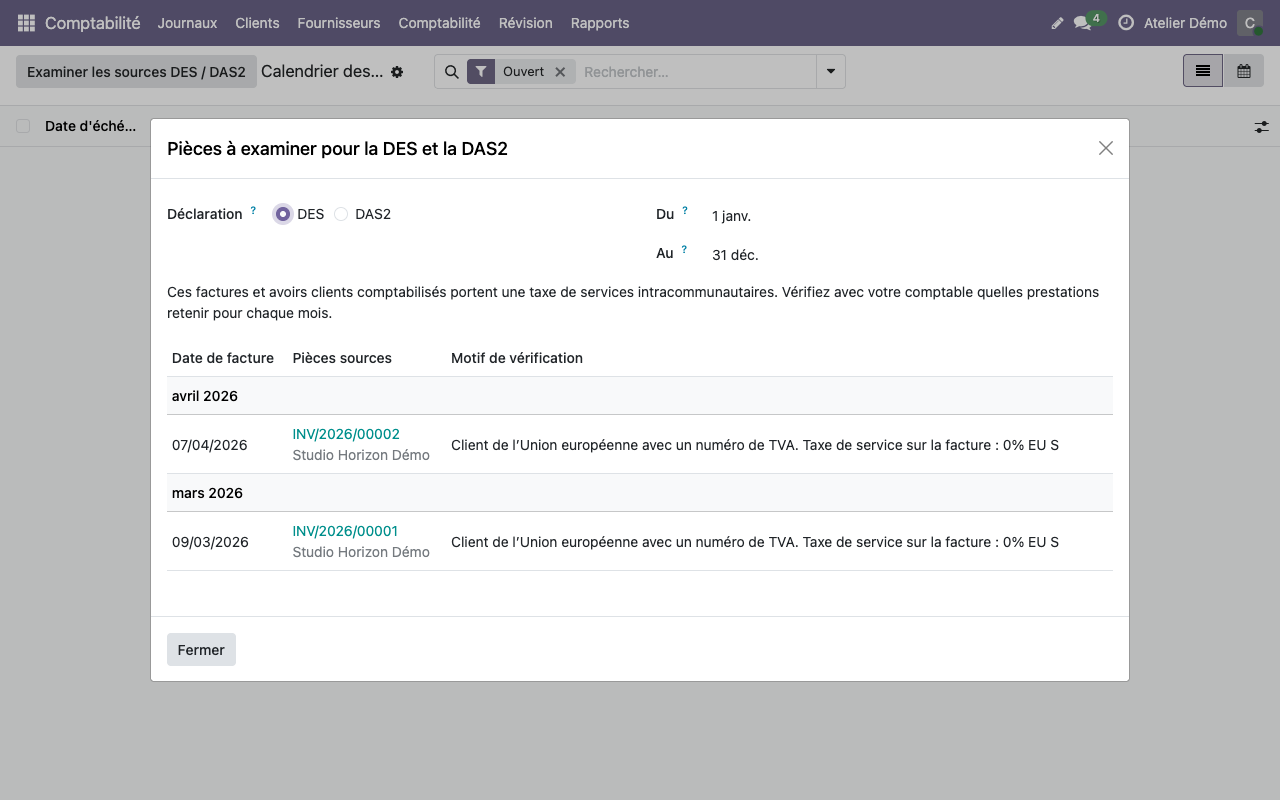 Comptabilité Journaux Clients Fournisseurs Comptabilité Révision Rapports 4 Atelier Démo C
Examiner les sources DES / DAS2 Calendrier des... Ouvert Rechercher...
Date d'éché...
Pièces à examiner pour la DES et la DAS2
Déclaration ? DES DAS2 Du ? 1 janv.
Au ? 31 déc.
Ces factures et avoirs clients comptabilisés portent une taxe de services intracommunautaires. Vérifiez avec votre comptable quelles prestations
retenir pour chaque mois.
Date de facture Pièces sources Motif de vérification
avril 2026
07/04/2026 INV/2026/00002 Client de l’Union européenne avec un numéro de TVA. Taxe de service sur la facture : 0% EU S
Studio Horizon Démo
mars 2026
09/03/2026 INV/2026/00001 Client de l’Union européenne avec un numéro de TVA. Taxe de service sur la facture : 0% EU S
Studio Horizon Démo
Fermer